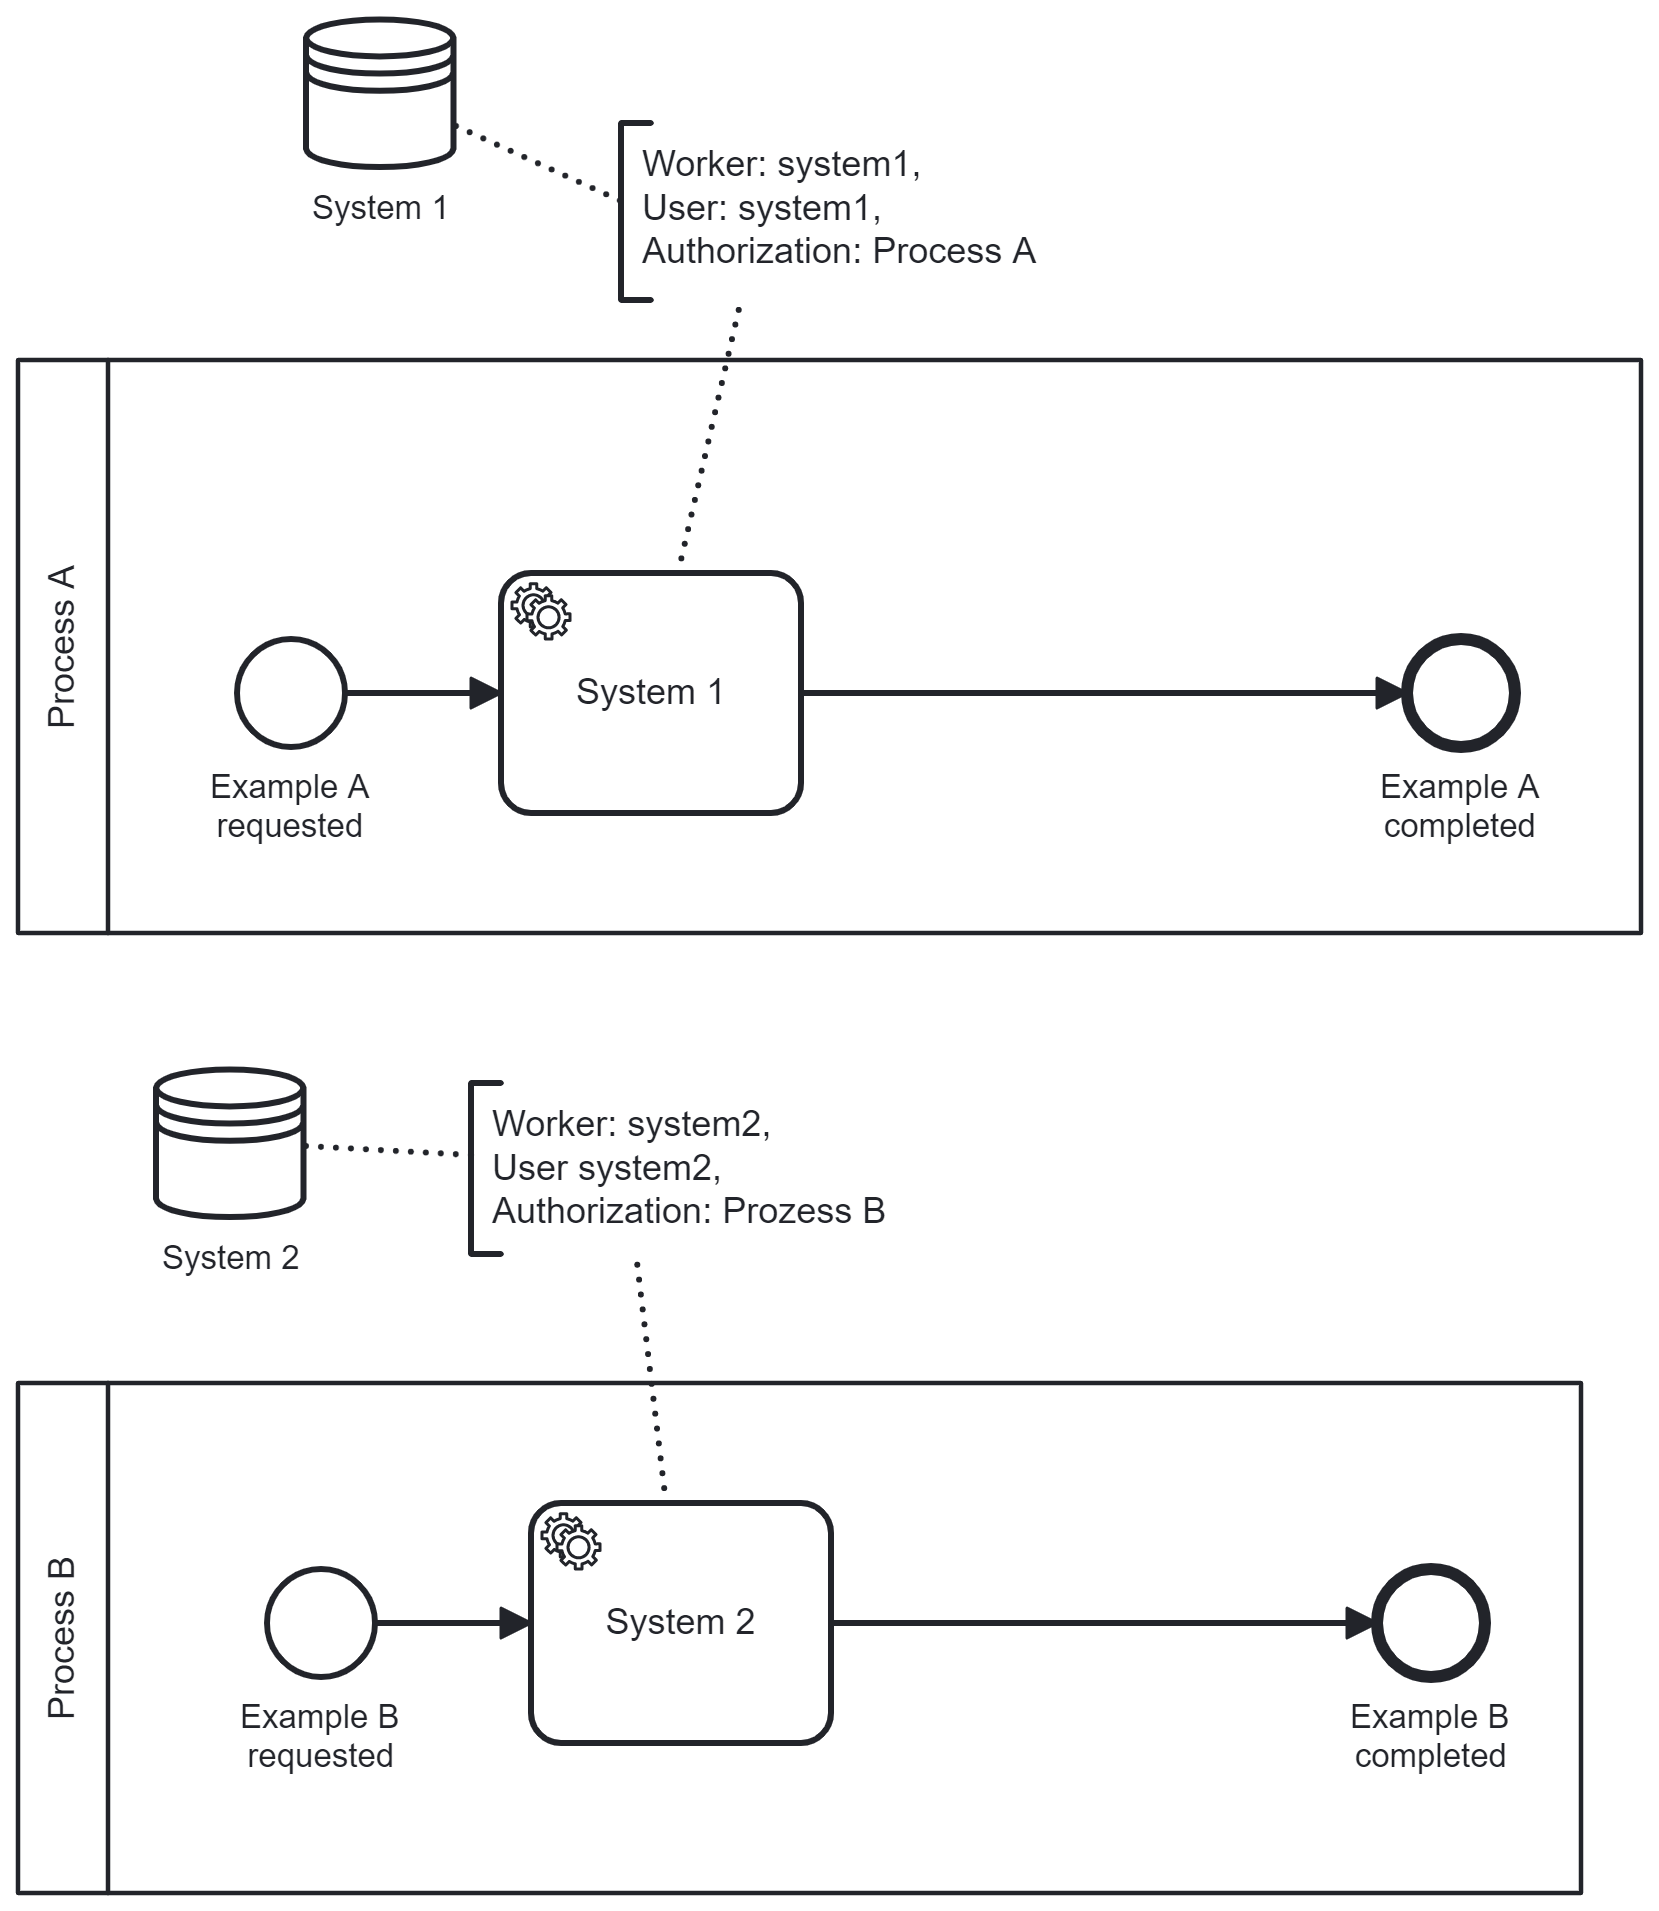 System 1
Worker: system1,
User: system1,
Authorization: Process A
Process A
System 1
Example A
requested
Example A
completed
System 2
Worker: system2,
User system2,
Authorization: Prozess B
Process B
System 2
Example B
requested
Example B
completed